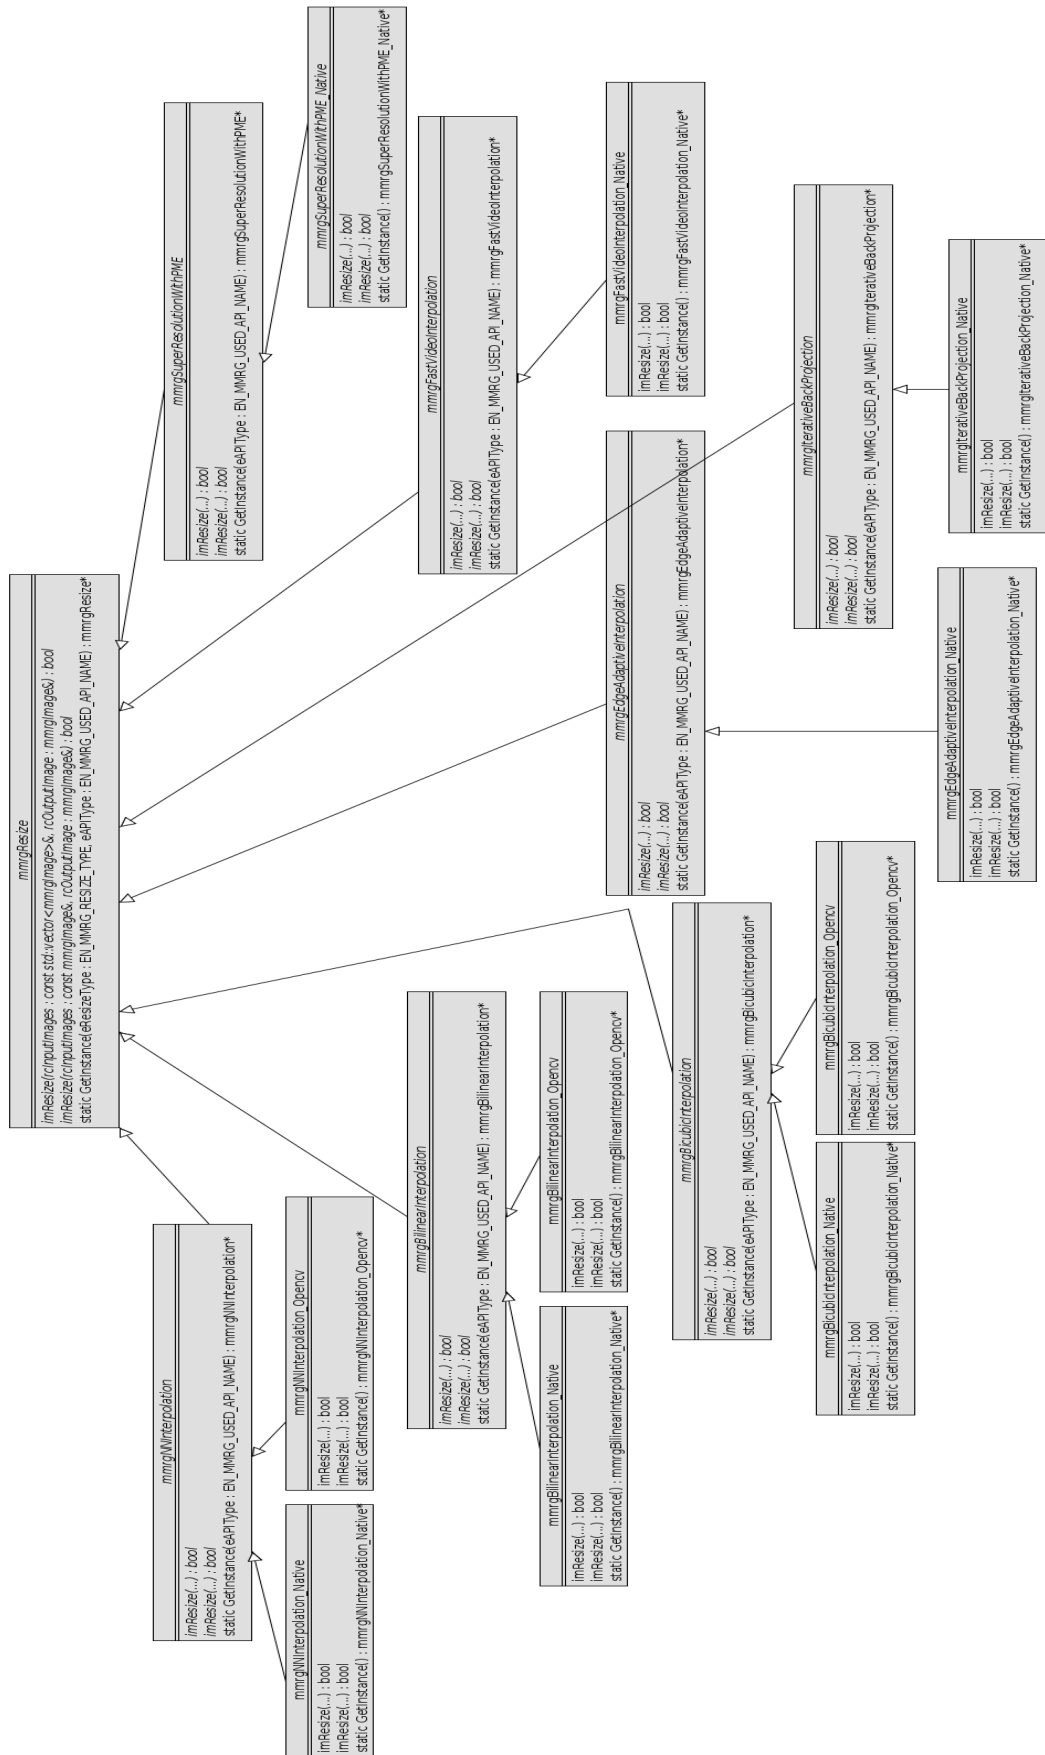 mmrgResize
imResize(rcInputImages : const std::vector<mmrgImage>&, rcOutputImage : mmrgImage&) : bool
imResize(rcInputImages : const mmrgImage&, rcOutputImage : mmrgImage&) : bool
static GetInstance(eResizeType : EN_MMRG_RESIZE_TYPE, eAPIType : EN_MMRG_USED_API_NAME) : mmrgResize*
mmrgNNInterpolation
imResize(...) : bool
imResize(...) : bool
static GetInstance(eAPIType : EN_MMRG_USED_API_NAME) : mmrgNNInterpolation*
mmrgSuperResolutionWithPME
imResize(...) : bool
imResize(...) : bool
static GetInstance(eAPIType : EN_MMRG_USED_API_NAME) : mmrgSuperResolutionWithPME*
mmrgNNInterpolation_Native
imResize(...) : bool
imResize(...) : bool
static GetInstance() : mmrgNNInterpolation_Native*
mmrgNNInterpolation_Opencv
imResize(...) : bool
imResize(...) : bool
static GetInstance() : mmrgNNInterpolation_Opencv*
mmrgSuperResolutionWithPME_Native
imResize(...) : bool
imResize(...) : bool
static GetInstance() : mmrgSuperResolutionWithPME_Native*
mmrgBilinearInterpolation
imResize(...) : bool
imResize(...) : bool
static GetInstance(eAPIType : EN_MMRG_USED_API_NAME) : mmrgBilinearInterpolation*
mmrgFastVideoInterpolation
imResize(...) : bool
imResize(...) : bool
static GetInstance(eAPIType : EN_MMRG_USED_API_NAME) : mmrgFastVideoInterpolation*
mmrgBilinearInterpolation_Native
imResize(...) : bool
imResize(...) : bool
static GetInstance() : mmrgBilinearInterpolation_Native*
mmrgBilinearInterpolation_Opencv
imResize(...) : bool
imResize(...) : bool
static GetInstance() : mmrgBilinearInterpolation_Opencv*
mmrgEdgeAdaptiveInterpolation
imResize(...) : bool
imResize(...) : bool
static GetInstance(eAPIType : EN_MMRG_USED_API_NAME) : mmrgEdgeAdaptiveInterpolation*
mmrgFastVideoInterpolation_Native
imResize(...) : bool
imResize(...) : bool
static GetInstance() : mmrgFastVideoInterpolation_Native*
mmrgBicubicInterpolation
imResize(...) : bool
imResize(...) : bool
static GetInstance(eAPIType : EN_MMRG_USED_API_NAME) : mmrgBicubicInterpolation*
mmrgIterativeBackProjection
imResize(...) : bool
imResize(...) : bool
static GetInstance(eAPIType : EN_MMRG_USED_API_NAME) : mmrgIterativeBackProjection*
mmrgBicubicInterpolation_Native
imResize(...) : bool
imResize(...) : bool
static GetInstance() : mmrgBicubicInterpolation_Native*
mmrgBicubicInterpolation_Opencv
imResize(...) : bool
imResize(...) : bool
static GetInstance() : mmrgBicubicInterpolation_Opencv*
mmrgEdgeAdaptiveInterpolation_Native
imResize(...) : bool
imResize(...) : bool
static GetInstance() : mmrgEdgeAdaptiveInterpolation_Native*
mmrgIterativeBackProjection_Native
imResize(...) : bool
imResize(...) : bool
static GetInstance() : mmrgIterativeBackProjection_Native*